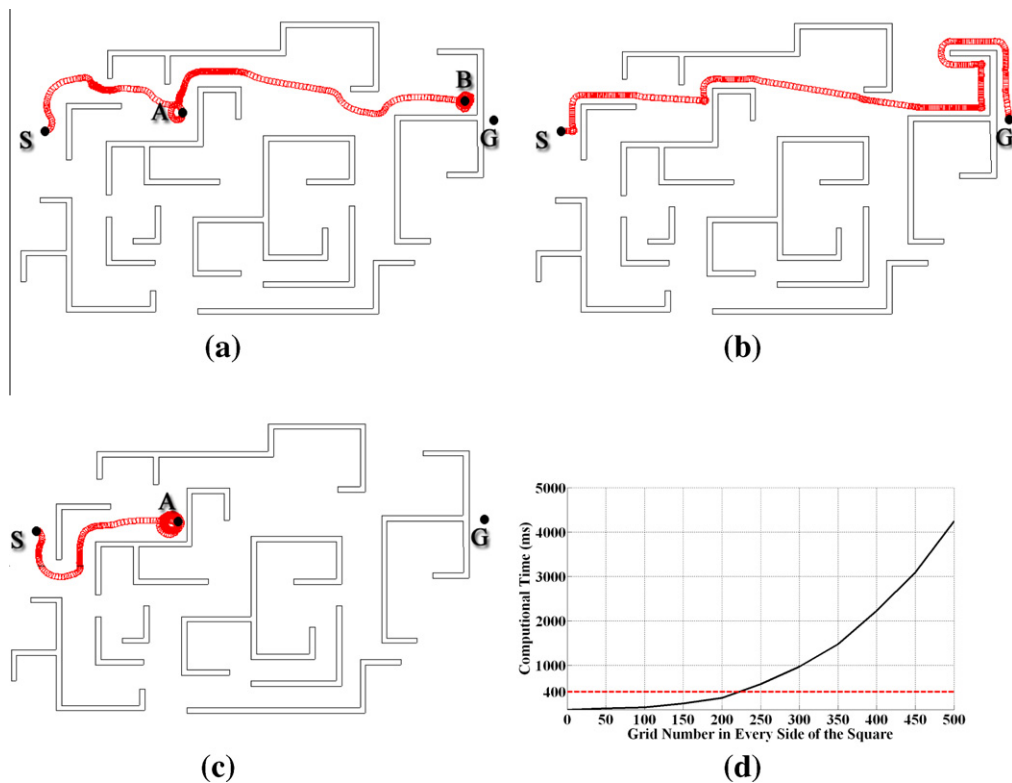 S
A
B
G
(a)
S
G
(b)
S
A
G
(c)
Computional Time (ms)
5000
4000
3000
2000
1000
400
0 50 100 150 200 250 300 350 400 450 500
Grid Number in Every Side of the Square
(d)